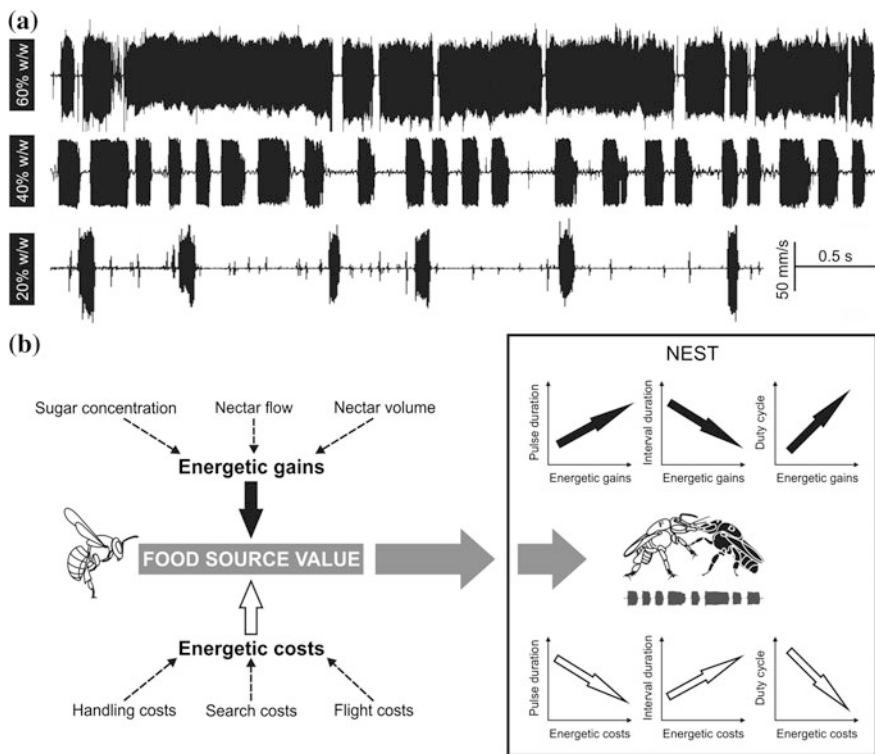 (a)
60% w/w
40% w/w
20% w/w
50 mm/s
0.5 s
(b)
Sugar concentration
Nectar flow
Nectar volume
Energetic gains
FOOD SOURCE VALUE
Energetic costs
Handling costs
Search costs
Flight costs
NEST
Pulse duration
Energetic gains
Interval duration
Energetic gains
Duty cycle
Energetic gains
Pulse duration
Energetic costs
Interval duration
Energetic costs
Duty cycle
Energetic costs